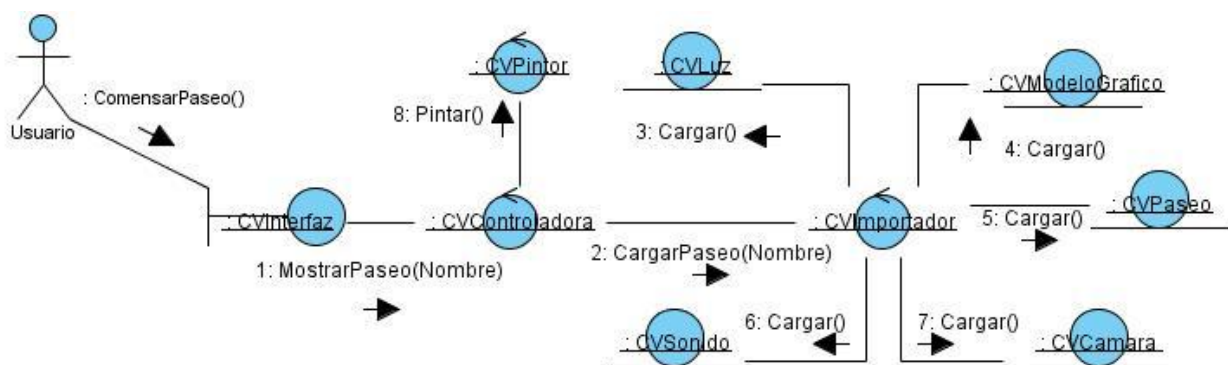 : CVPintor
: CVLuz
: CVModeloGrafico
: ComensarPaseo()
Usuario
8: Pintar()
3: Cargar()
4: Cargar()
: CVInterfaz
: CVControladora
: CVImportador
: CVPaseo
5: Cargar()
1: MostrarPaseo(Nombre)
2: CargarPaseo(Nombre)
6: Cargar()
7: Cargar()
: CVSonido
: CVCamara